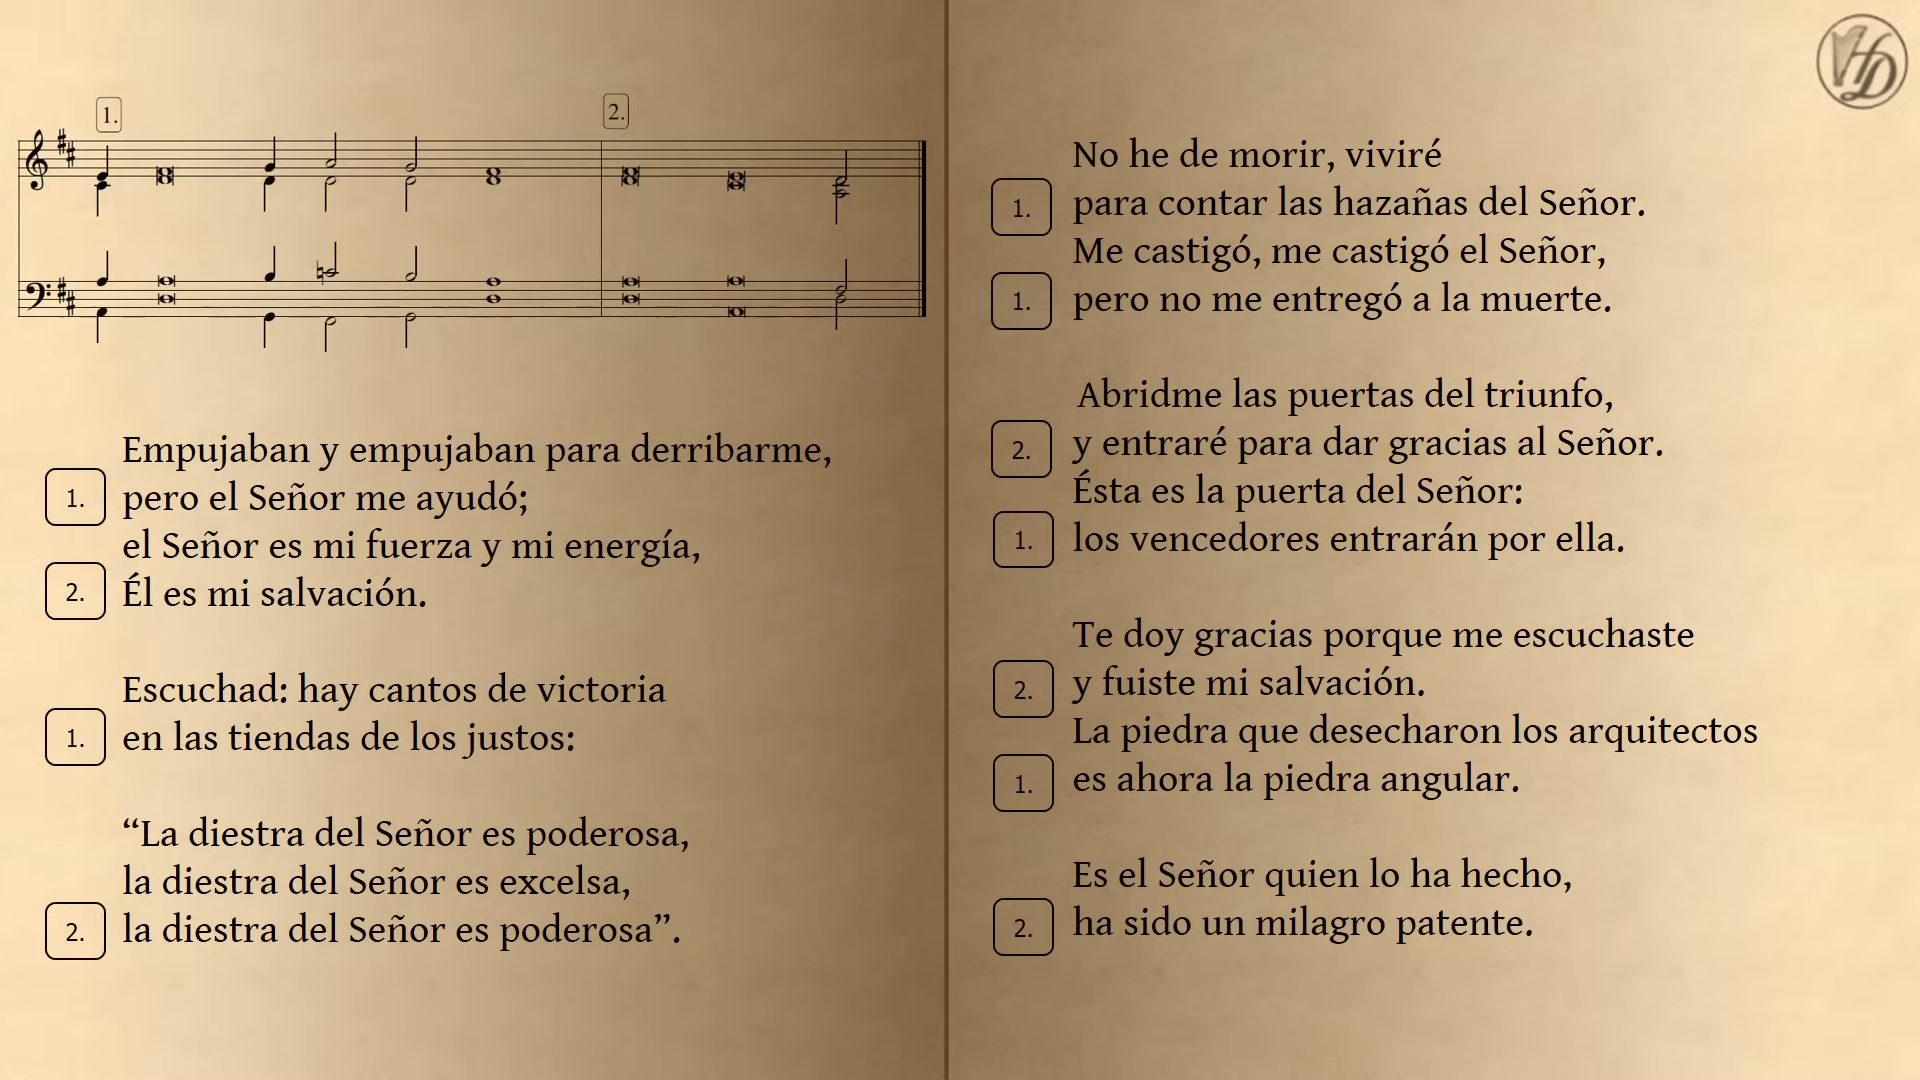 1.
2.
Empujaban y empujaban para derribarme,
1. pero el Señor me ayudó;
el Señor es mi fuerza y mi energía,
2. Él es mi salvación.
Escuchad: hay cantos de victoria
1. en las tiendas de los justos:
“La diestra del Señor es poderosa,
la diestra del Señor es excelsa,
2. la diestra del Señor es poderosa”.
HD
No he de morir, viviré
1. para contar las hazañas del Señor.
Me castigó, me castigó el Señor,
1. pero no me entregó a la muerte.
Abridme las puertas del triunfo,
2. y entraré para dar gracias al Señor.
Ésta es la puerta del Señor:
1. los vencedores entrarán por ella.
Te doy gracias porque me escuchaste
2. y fuiste mi salvación.
La piedra que desecharon los arquitectos
1. es ahora la piedra angular.
Es el Señor quien lo ha hecho,
2. ha sido un milagro patente.